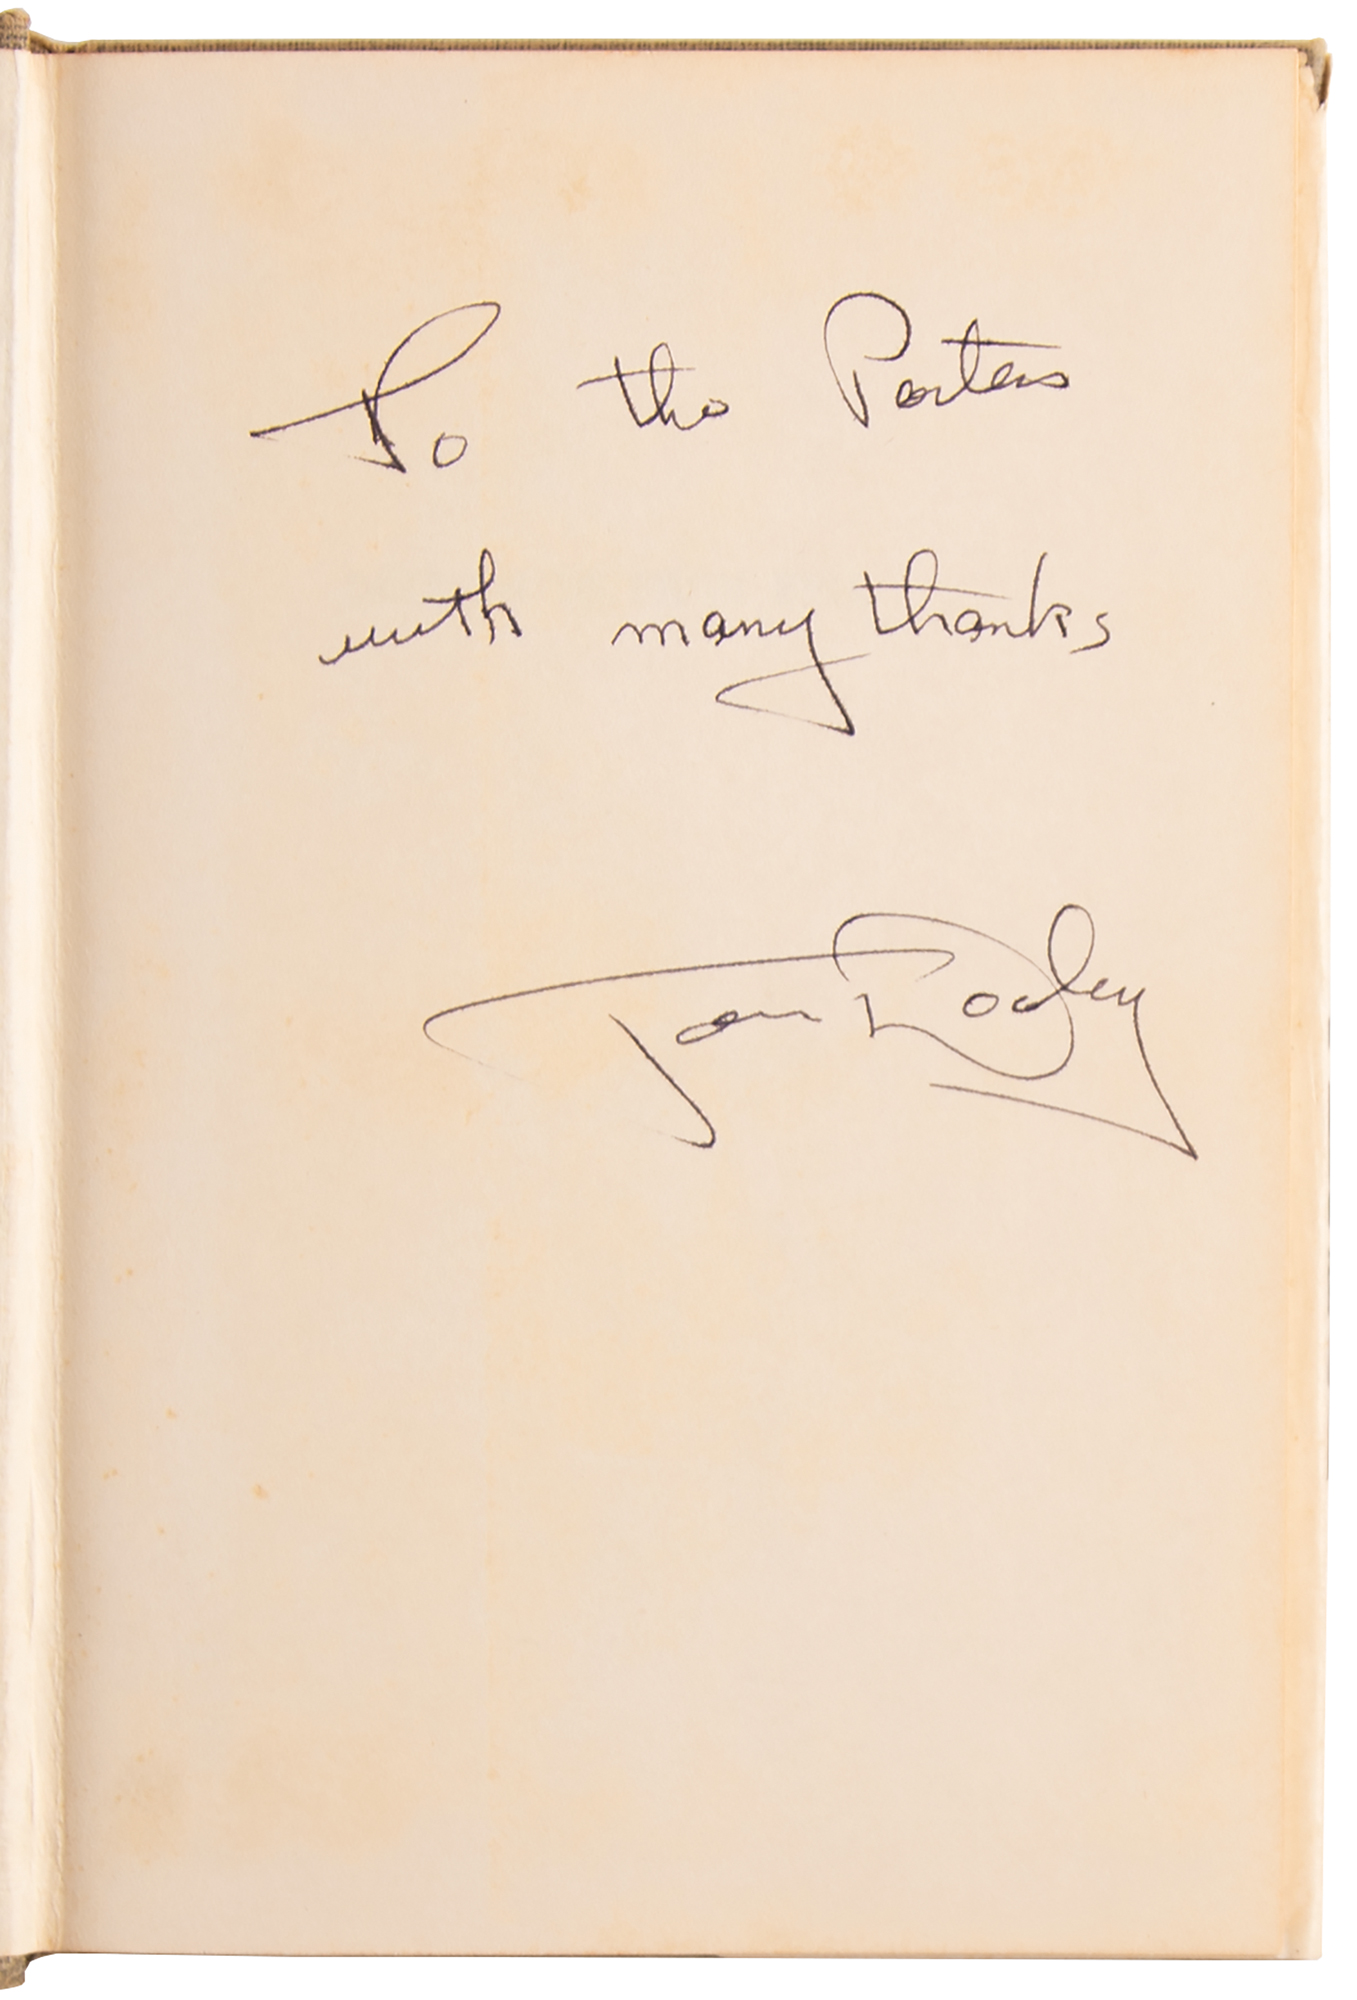 To the Porters
with many thanks
Tom Dooley